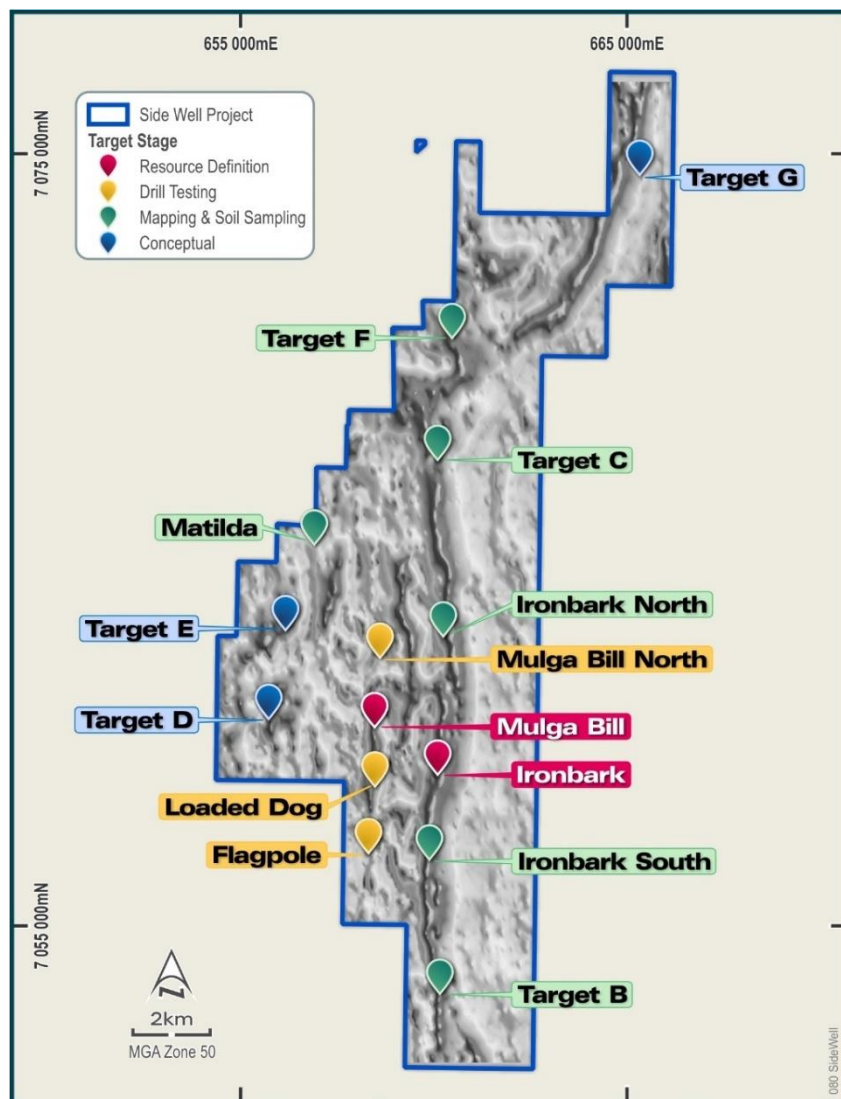 655 000mE
665 000mE
7 075 000mN
Side Well Project
Target Stage
Resource Definition
Drill Testing
Mapping & Soil Sampling
Conceptual
Target G
Target F
Target C
Matilda
Ironbark North
Target E
Mulga Bill North
Target D
Mulga Bill
Ironbark
Loaded Dog
Flagpole
Ironbark South
7 055 000mN
Target B
N
2km
MGA Zone 50
080 SideWell